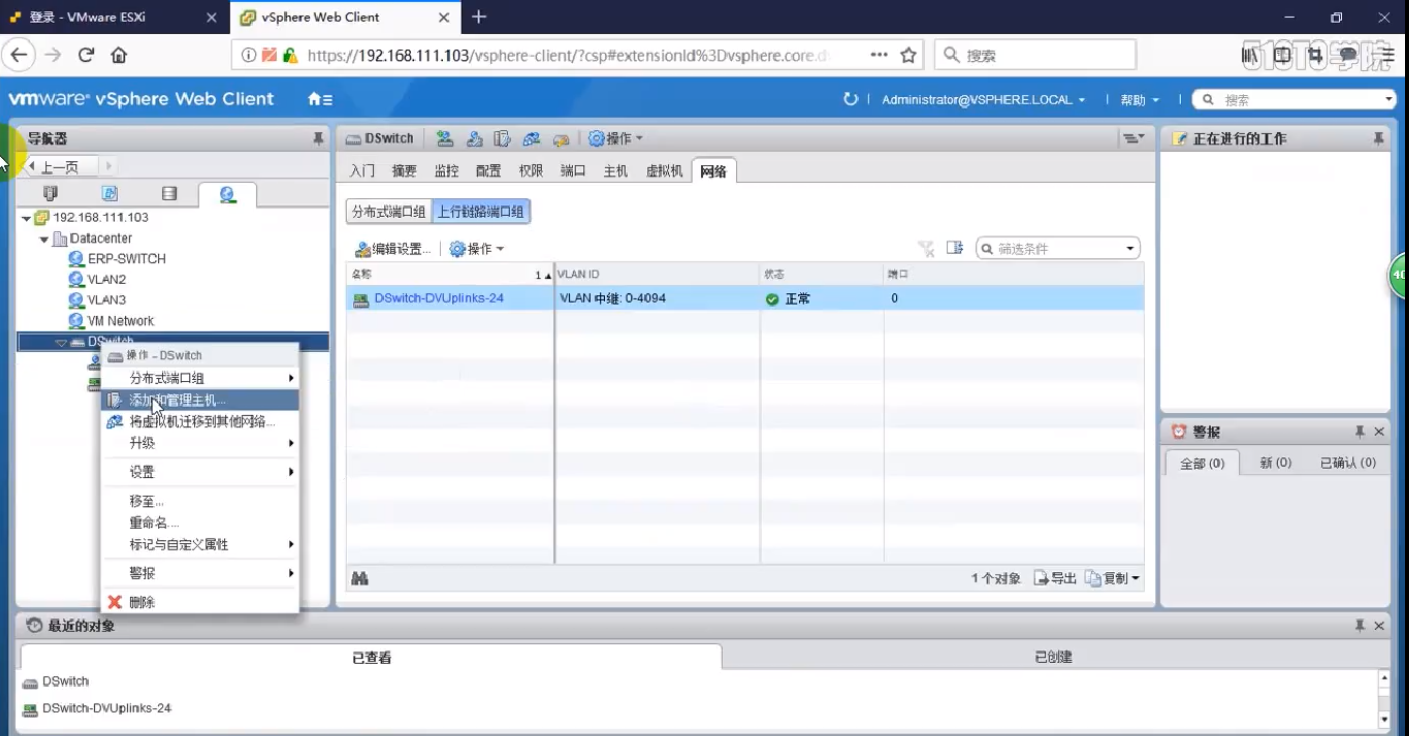 登录 - VMware ESXi
vSphere Web Client
https://192.168.111.103/vsphere-client/?csp#extensionId%3Dvsphere.core.d
搜索
51CTO学院
vmware vSphere Web Client
Administrator@VSPHERE.LOCAL
帮助
搜索
导航器
DSwitch
操作
正在进行的工作
上一页
入门 摘要 监控 配置 权限 端口 主机 虚拟机 网络
192.168.111.103
分布式端口组 上行链路端口组
Datacenter
ERP-SWITCH
编辑设置... 操作
筛选条件
VLAN2
名称 1 VLAN ID 状态 端口
VLAN3
DSwitch-DVUplinks-24 VLAN 中继: 0-4094 正常 0
VM Network
DSwitch
操作 - DSwitch
分布式端口组
添加和管理主机...
将虚拟机迁移到其他网络...
升级
设置
移至...
重命名...
标记与自定义属性
警报
删除
警报
全部 (0) 新 (0) 已确认 (0)
1 个对象 导出 复制
最近的对象
已查看 已创建
DSwitch
DSwitch-DVUplinks-24
40